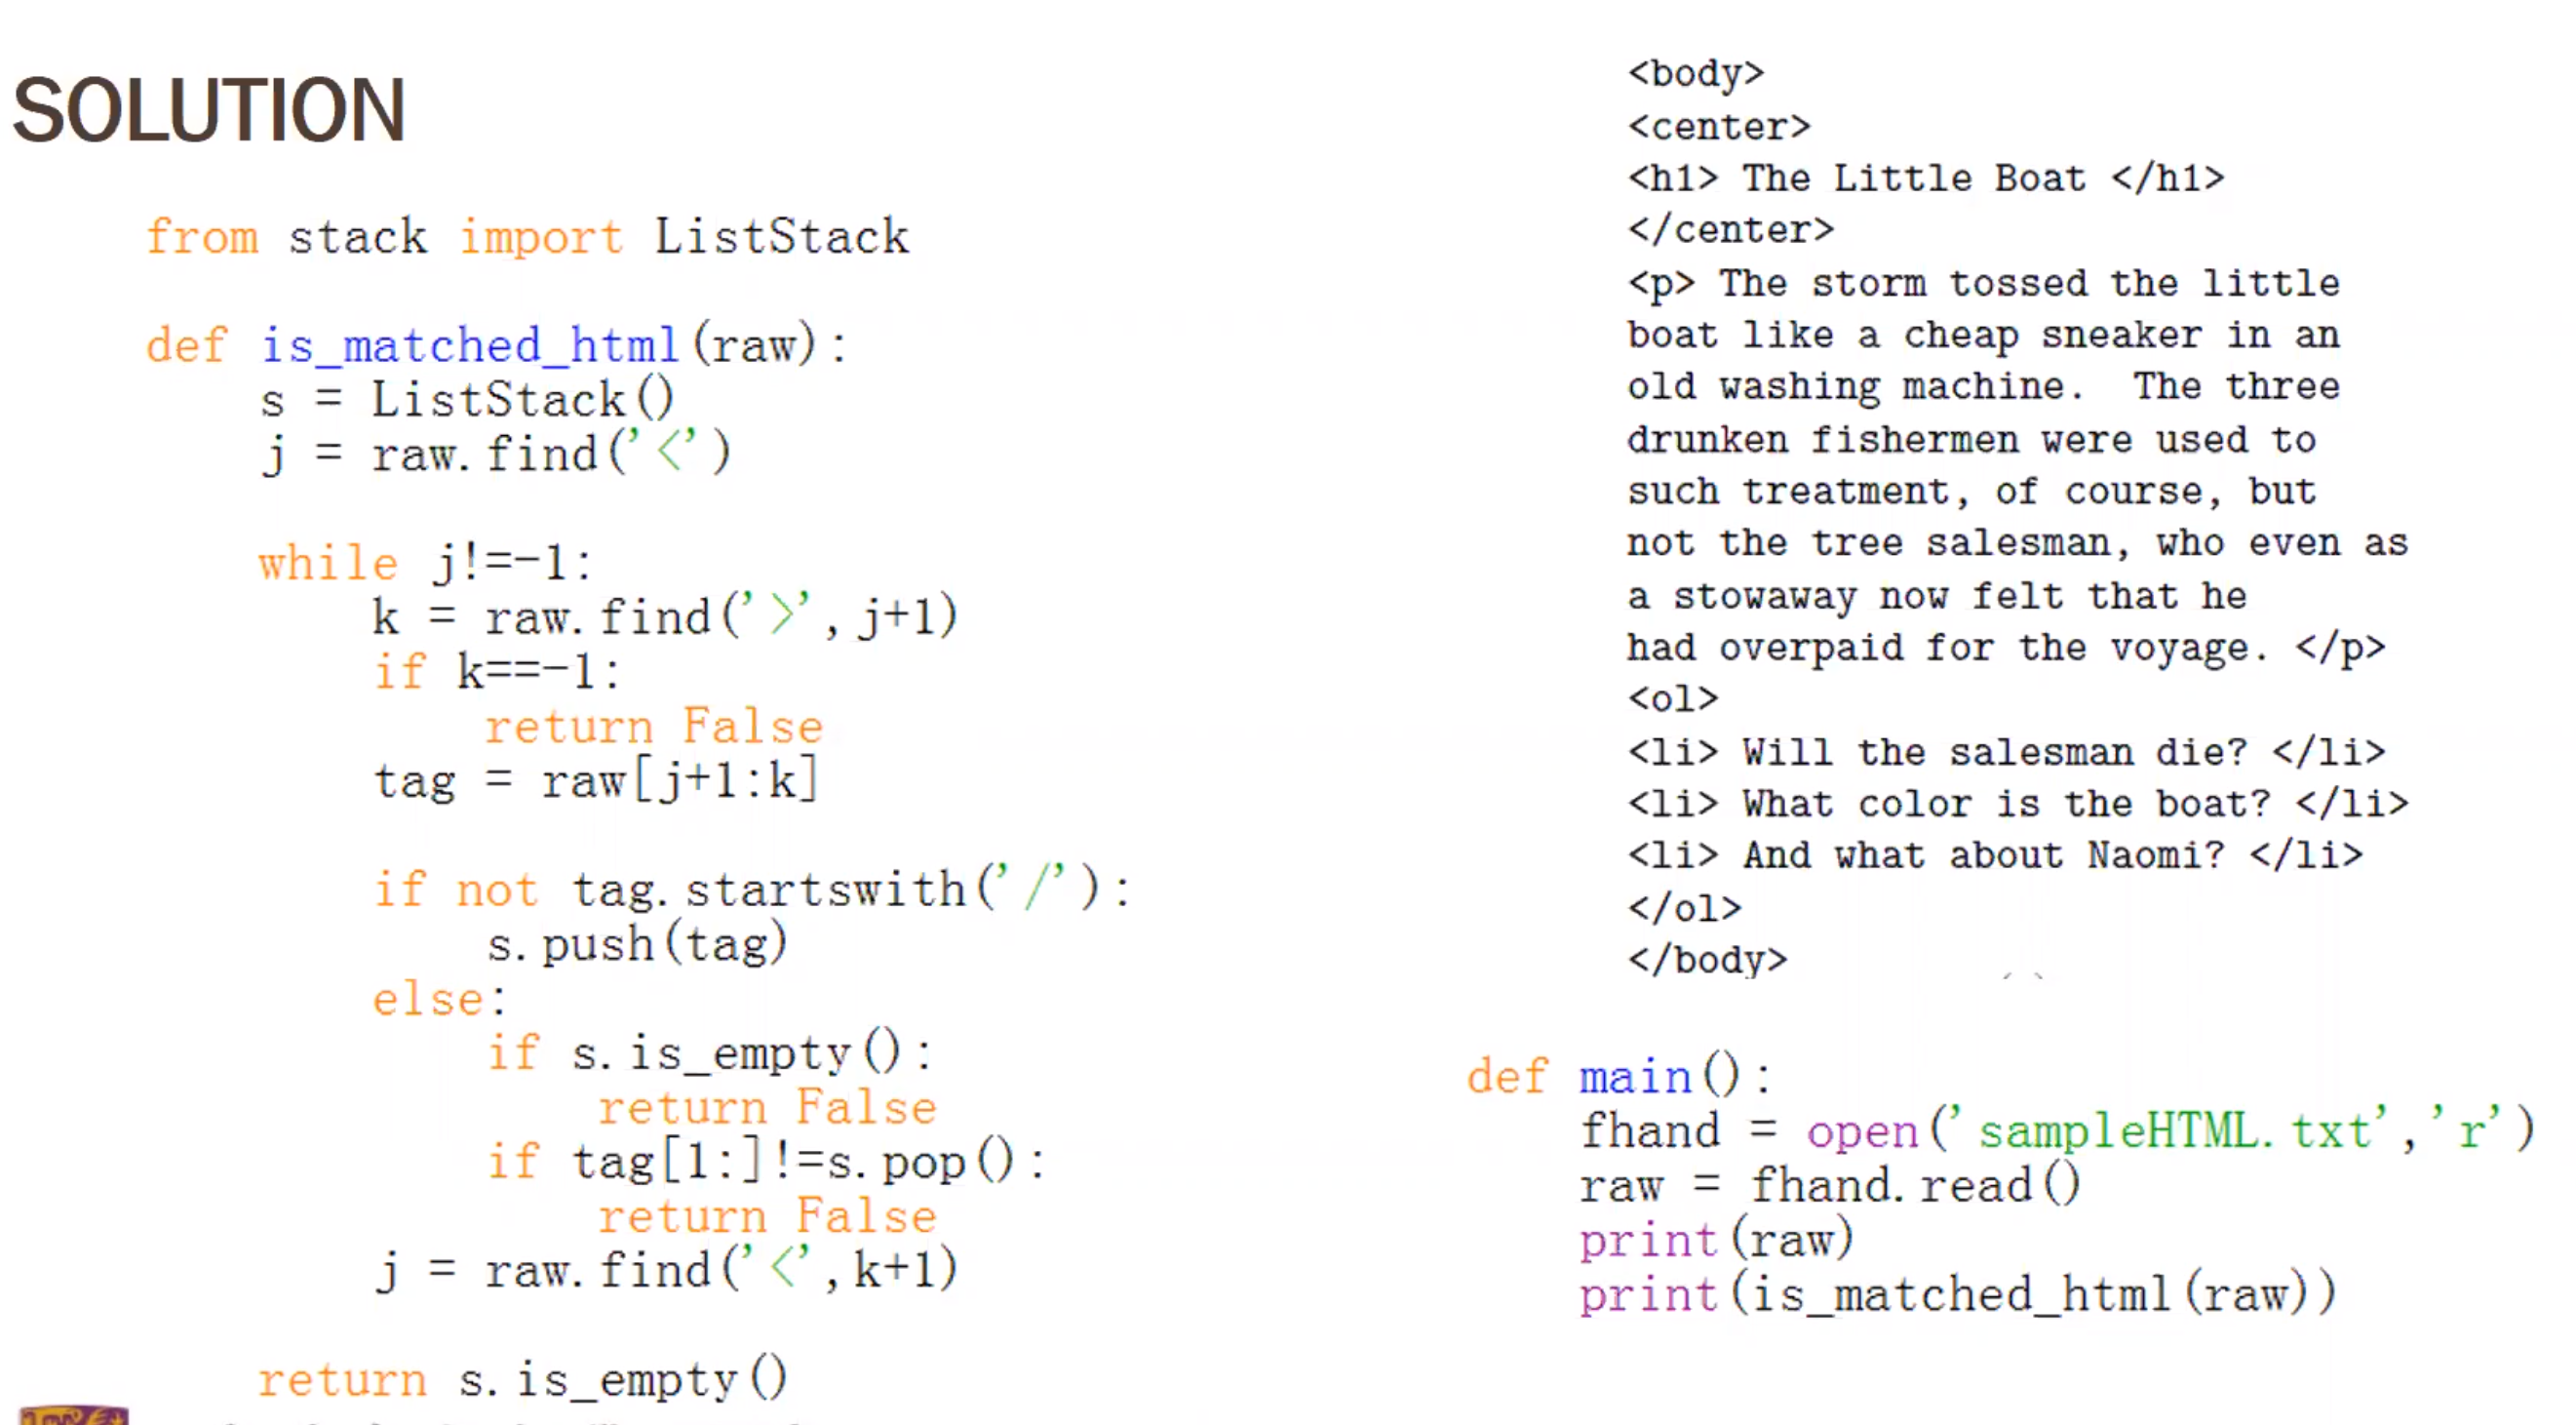 SOLUTION
from stack import ListStack
def is_matched_html(raw):
s = ListStack()
j = raw.find('<')
while j!=-1:
k = raw.find('>',j+1)
if k==-1:
return False
tag = raw[j+1:k]
if not tag.startswith('/'):
s.push(tag)
else:
if s.is_empty():
return False
if tag[1:]!=s.pop():
return False
j = raw.find('<',k+1)
return s.is_empty()
<body>
<center>
<h1> The Little Boat </h1>
</center>
<p> The storm tossed the little
boat like a cheap sneaker in an
old washing machine.  The three
drunken fishermen were used to
such treatment, of course, but
not the tree salesman, who even as
a stowaway now felt that he
had overpaid for the voyage. </p>
<ol>
<li> Will the salesman die? </li>
<li> What color is the boat? </li>
<li> And what about Naomi? </li>
</ol>
</body>
def main():
fhand = open('sampleHTML.txt','r')
raw = fhand.read()
print(raw)
print(is_matched_html(raw))